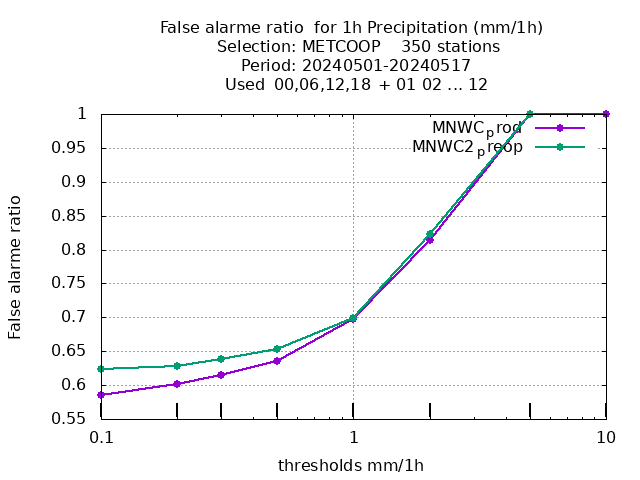 False alarme ratio  for 1h Precipitation (mm/1h)
Selection: METCOOP    350 stations
Period: 20240501-20240517
Used  00,06,12,18 + 01 02 ... 12
False alarme ratio
1
0.95
0.9
0.85
0.8
0.75
0.7
0.65
0.6
0.55
MNWCprod
MNWC2preop
0.1
1
10
thresholds mm/1h